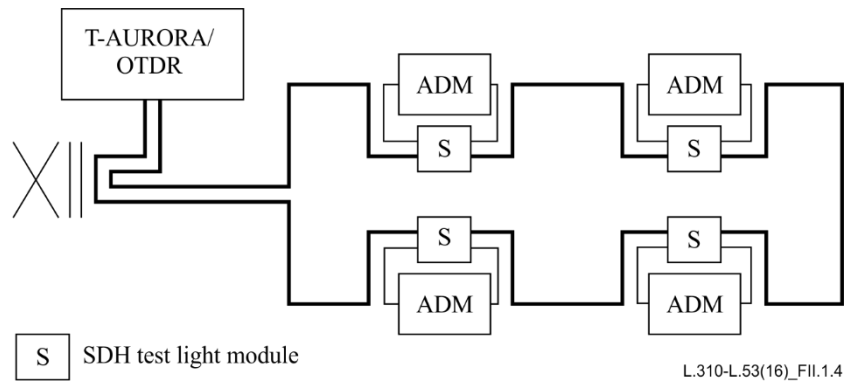 T-AURORA/
OTDR
ADM
ADM
S
S
S
S
ADM
ADM
S
SDH test light module
L.310-L.53(16)_FII.1.4